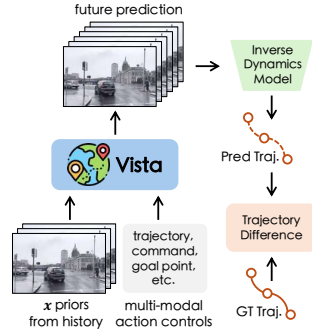 future prediction
Inverse
Dynamics
Model
Vista
Pred Traj.
trajectory,
command,
goal point,
etc.
Trajectory
Difference
x priors
from history
multi-modal
action controls
GT Traj.